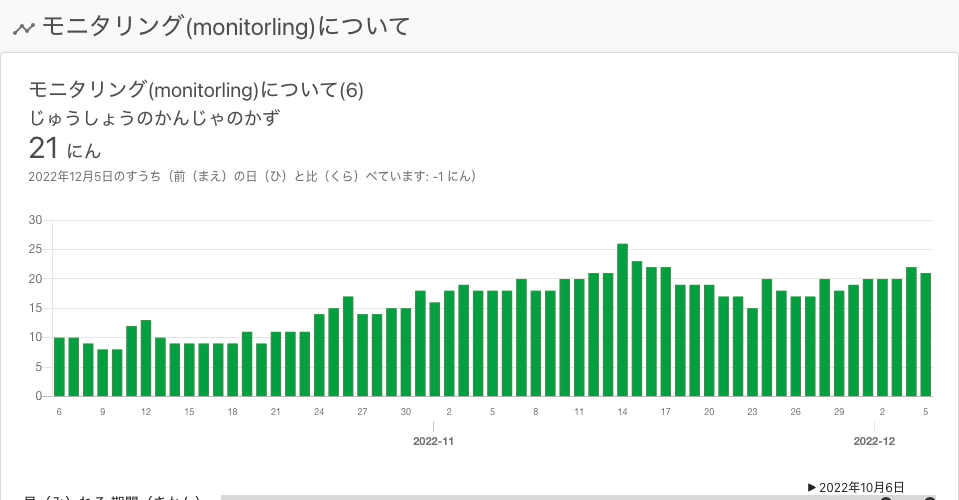 モニタリング(monitorling)について
モニタリング(monitorling)について(6)
じゅうしょうのかんじゃのかず
21 にん
2022年12月5日のすうち（前（まえ）の日（ひ）と比（くら）べています: -1 にん）
30
25
20
15
10
5
0
6 9 12 15 18 21 24 27 30 2 5 8 11 14 17 20 23 26 29 2 5
2022-11 2022-12
▶ 2022年10月6日